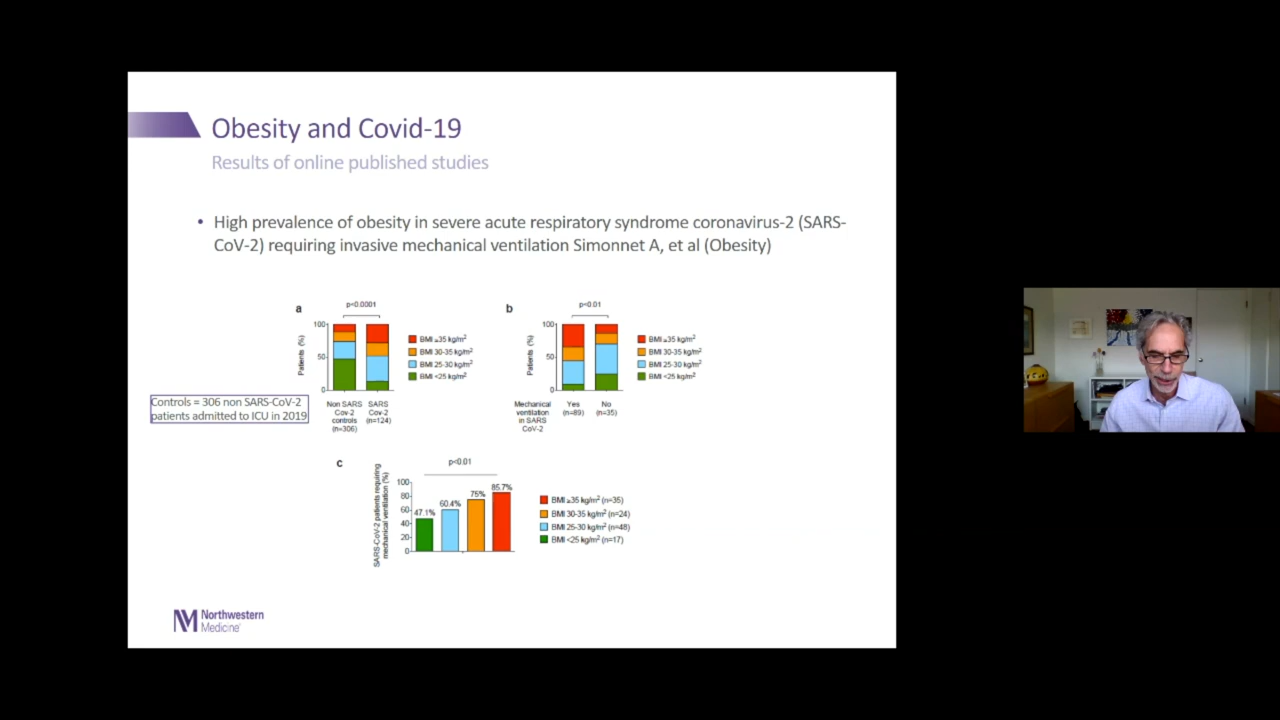 Obesity and Covid-19
Results of online published studies
• High prevalence of obesity in severe acute respiratory syndrome coronavirus-2 (SARS-
CoV-2) requiring invasive mechanical ventilation Simonnet A, et al (Obesity)
a
p<0.0001
Patients (%)
100
50
0
BMI ≥35 kg/m²
BMI 30-35 kg/m²
BMI 25-30 kg/m²
BMI <25 kg/m²
Non SARS
Cov-2
controls
(n=306)
SARS
Cov-2
(n=124)
Controls = 306 non SARS-CoV-2
patients admitted to ICU in 2019
b
p<0.01
Patients (%)
100
50
0
BMI ≥35 kg/m²
BMI 30-35 kg/m²
BMI 25-30 kg/m²
BMI <25 kg/m²
Mechanical
ventilation
in SARS
CoV-2
Yes
(n=89)
No
(n=35)
c
p<0.01
SARS-CoV-2 patients requiring
mechanical ventilation (%)
100
80
60
40
20
0
47.1%
60.4%
75%
85.7%
BMI ≥35 kg/m² (n=35)
BMI 30-35 kg/m² (n=24)
BMI 25-30 kg/m² (n=48)
BMI <25 kg/m² (n=17)
NM Northwestern
Medicine®